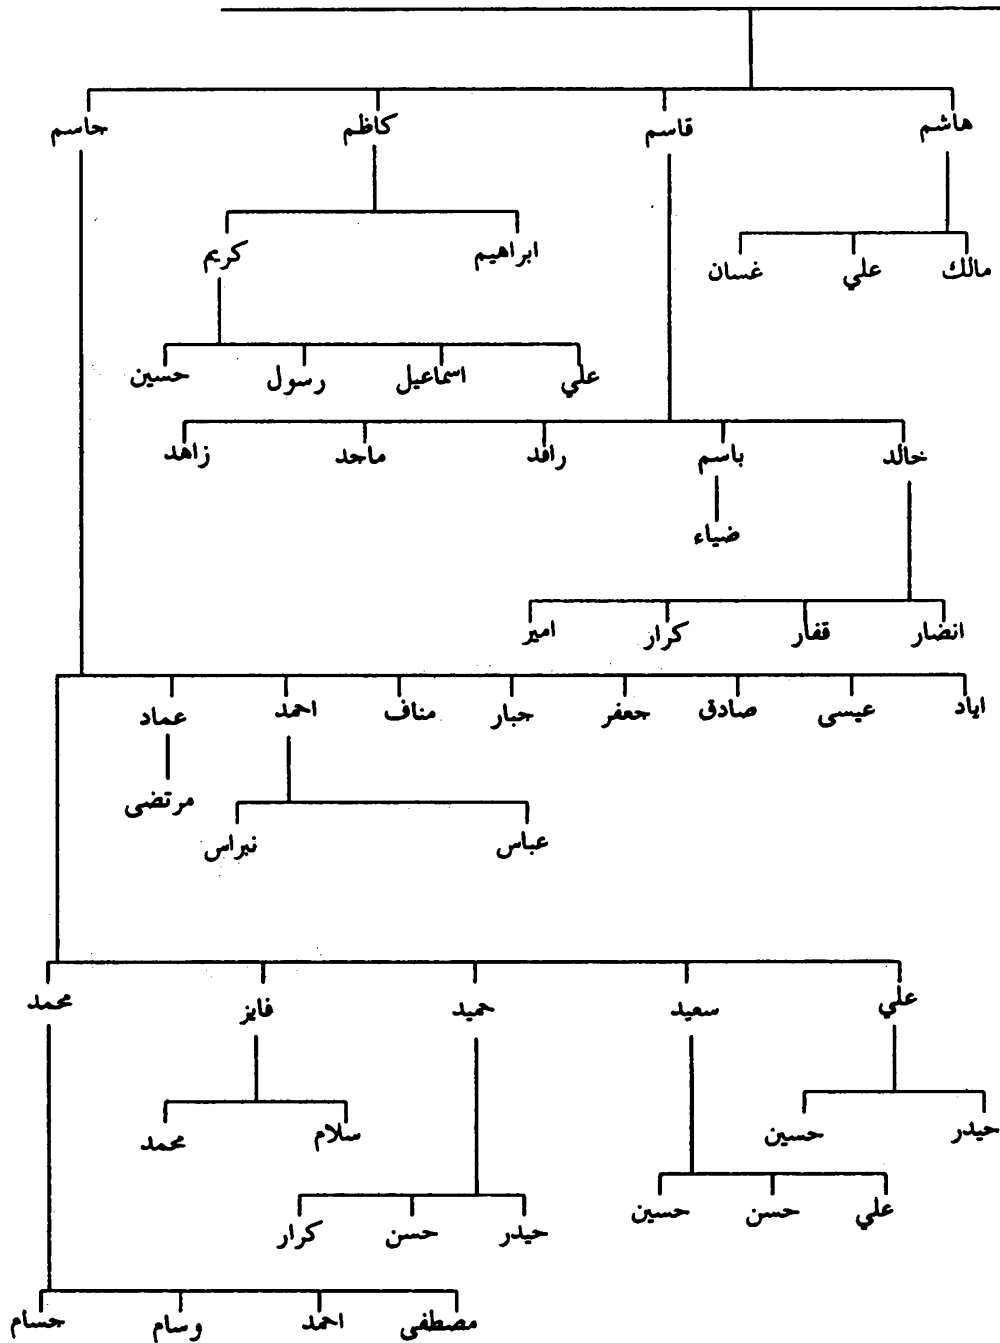 هاشم قاسم كاظم جاسم
ابراهيم كريم
مالك علي غسان
علي اسماعيل رسول حسين
خالد باسم رافد ماجد زاهد
ضياء
انضار قفار كرار امير
اياد عيسى صادق جعفر جبار مناف احمد عماد
مرتضى
عباس نبراس
علي سعيد حميد فايز محمد
حيدر حسين سلام محمد
علي حسن حسين
حيدر حسن كرار
مصطفى احمد وسام حسام